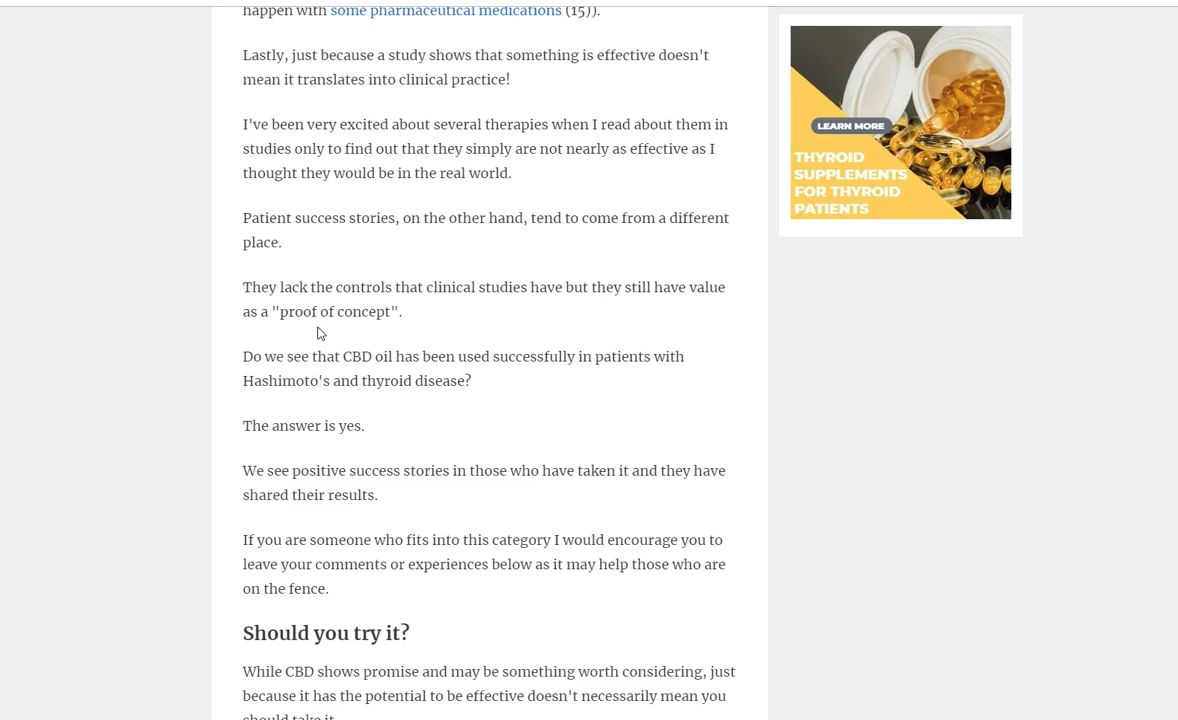 happen with some pharmaceutical medications (15)).
Lastly, just because a study shows that something is effective doesn't
mean it translates into clinical practice!
I've been very excited about several therapies when I read about them in
studies only to find out that they simply are not nearly as effective as I
thought they would be in the real world.
Patient success stories, on the other hand, tend to come from a different
place.
They lack the controls that clinical studies have but they still have value
as a "proof of concept".
Do we see that CBD oil has been used successfully in patients with
Hashimoto's and thyroid disease?
The answer is yes.
We see positive success stories in those who have taken it and they have
shared their results.
If you are someone who fits into this category I would encourage you to
leave your comments or experiences below as it may help those who are
on the fence.
Should you try it?
While CBD shows promise and may be something worth considering, just
because it has the potential to be effective doesn't necessarily mean you
should take it.
LEARN MORE
THYROID
SUPPLEMENTS
FOR THYROID
PATIENTS